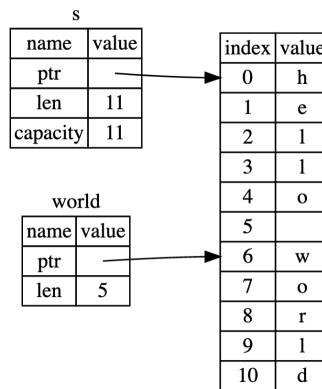 s
name value
ptr
len 11
capacity 11
world
name value
ptr
len 5
index value
0 h
1 e
2 l
3 l
4 o
5
6 w
7 o
8 r
9 l
10 d